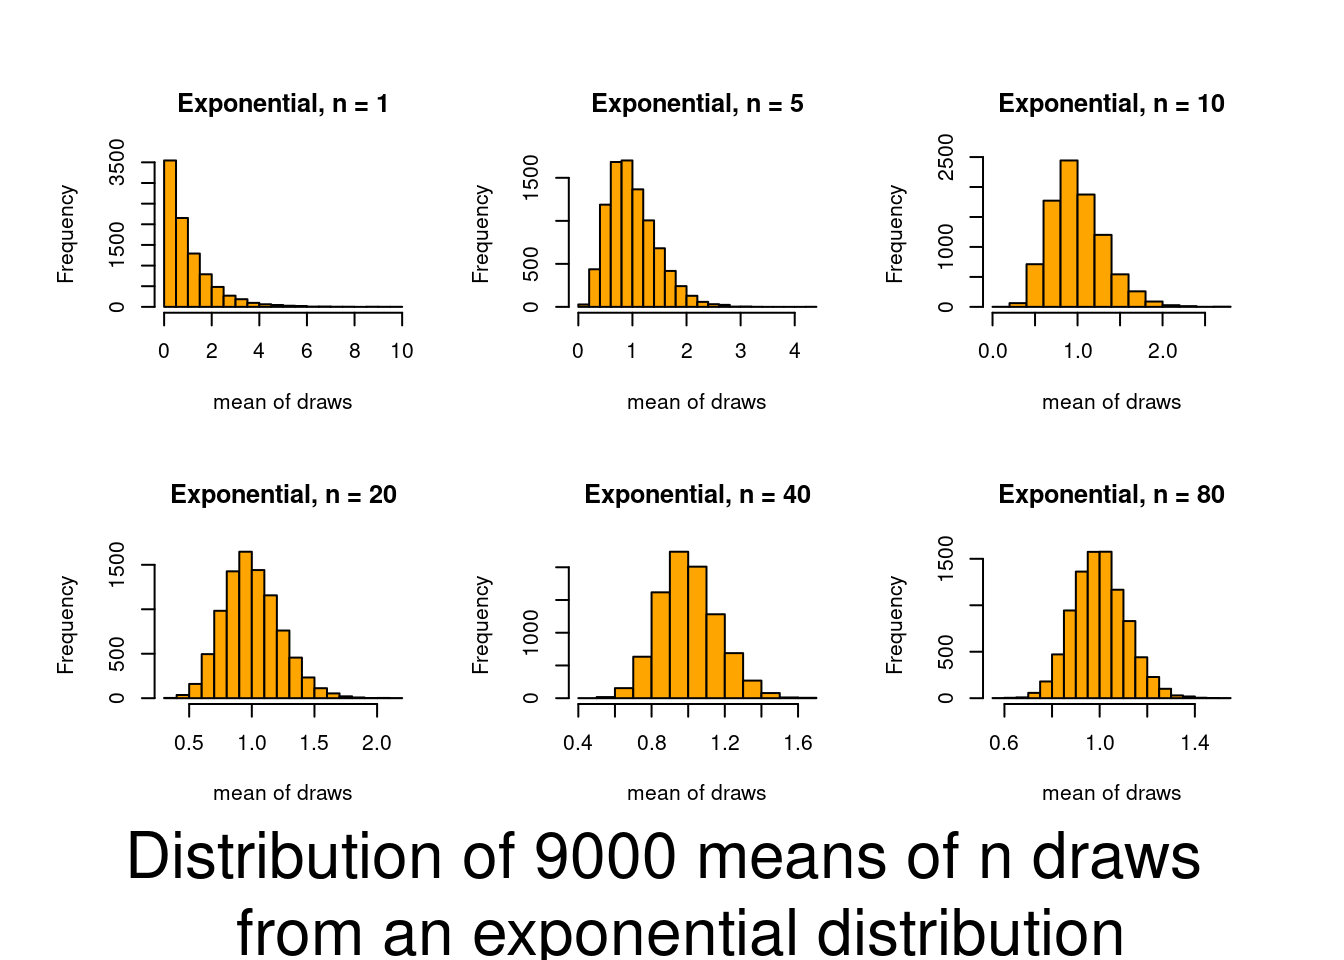 Exponential, n = 1
Frequency
0 1500 3500
0 2 4 6 8 10
mean of draws
Exponential, n = 5
Frequency
0 500 1500
0 1 2 3 4
mean of draws
Exponential, n = 10
Frequency
0 1000 2500
0.0 1.0 2.0
mean of draws
Exponential, n = 20
Frequency
0 500 1500
0.5 1.0 1.5 2.0
mean of draws
Exponential, n = 40
Frequency
0 1000
0.4 0.8 1.2 1.6
mean of draws
Exponential, n = 80
Frequency
0 500 1500
0.6 1.0 1.4
mean of draws
Distribution of 9000 means of n draws
from an exponential distribution